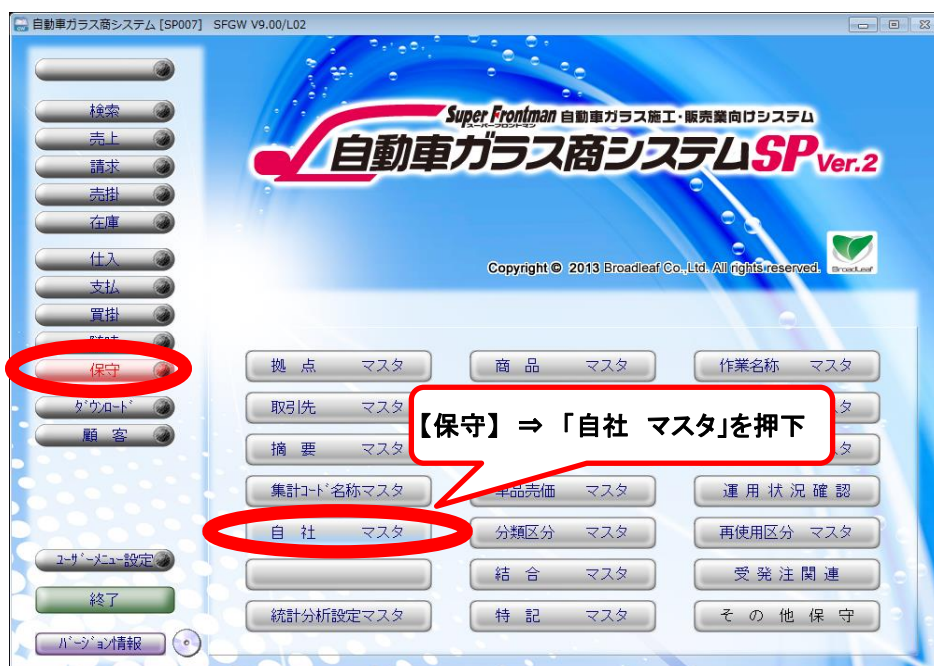 自動車ガラス商システム [SP007] SFGW V9.00/L02
検索
売上
請求
売掛
在庫
仕入
支払
買掛
保守
ダウンロード
顧 客
ユーザーメニュー設定
終了
バージョン情報
Super Frontman 自動車ガラス施工・販売業向けシステム
スーパーフロントマン
自動車ガラス商システムSP Ver.2
Copyright © 2013 Broadleaf Co.,Ltd. All rights reserved.
Broadleaf
拠 点 マスタ
商 品 マスタ
作業名称 マスタ
取引先 マスタ
【保守】 ⇒ 「自社 マスタ」を押下
摘 要 マスタ
集計コード名称マスタ
単品売価 マスタ
運 用 状 況 確 認
自 社 マスタ
分類区分 マスタ
再使用区分 マスタ
結 合 マスタ
受 発 注 関 連
統計分析設定マスタ
特 記 マスタ
そ の 他 保 守